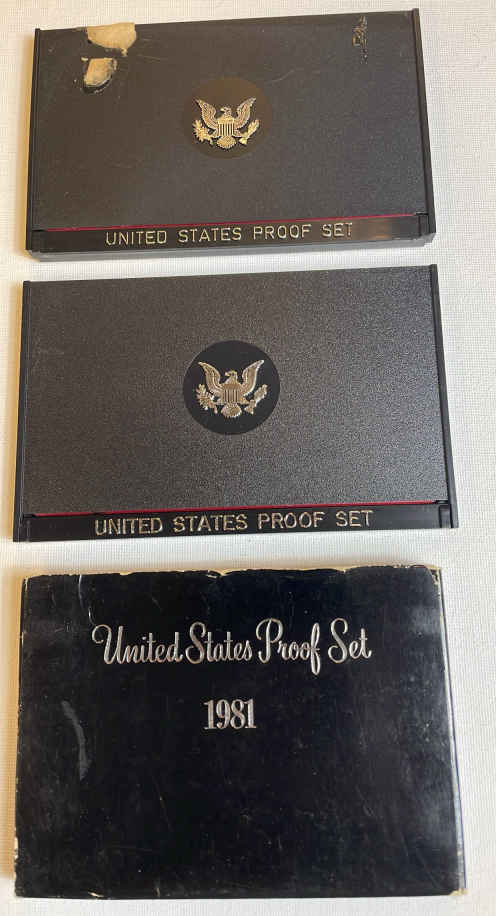 UNITED STATES PROOF SET
UNITED STATES PROOF SET
United States Proof Set
1981